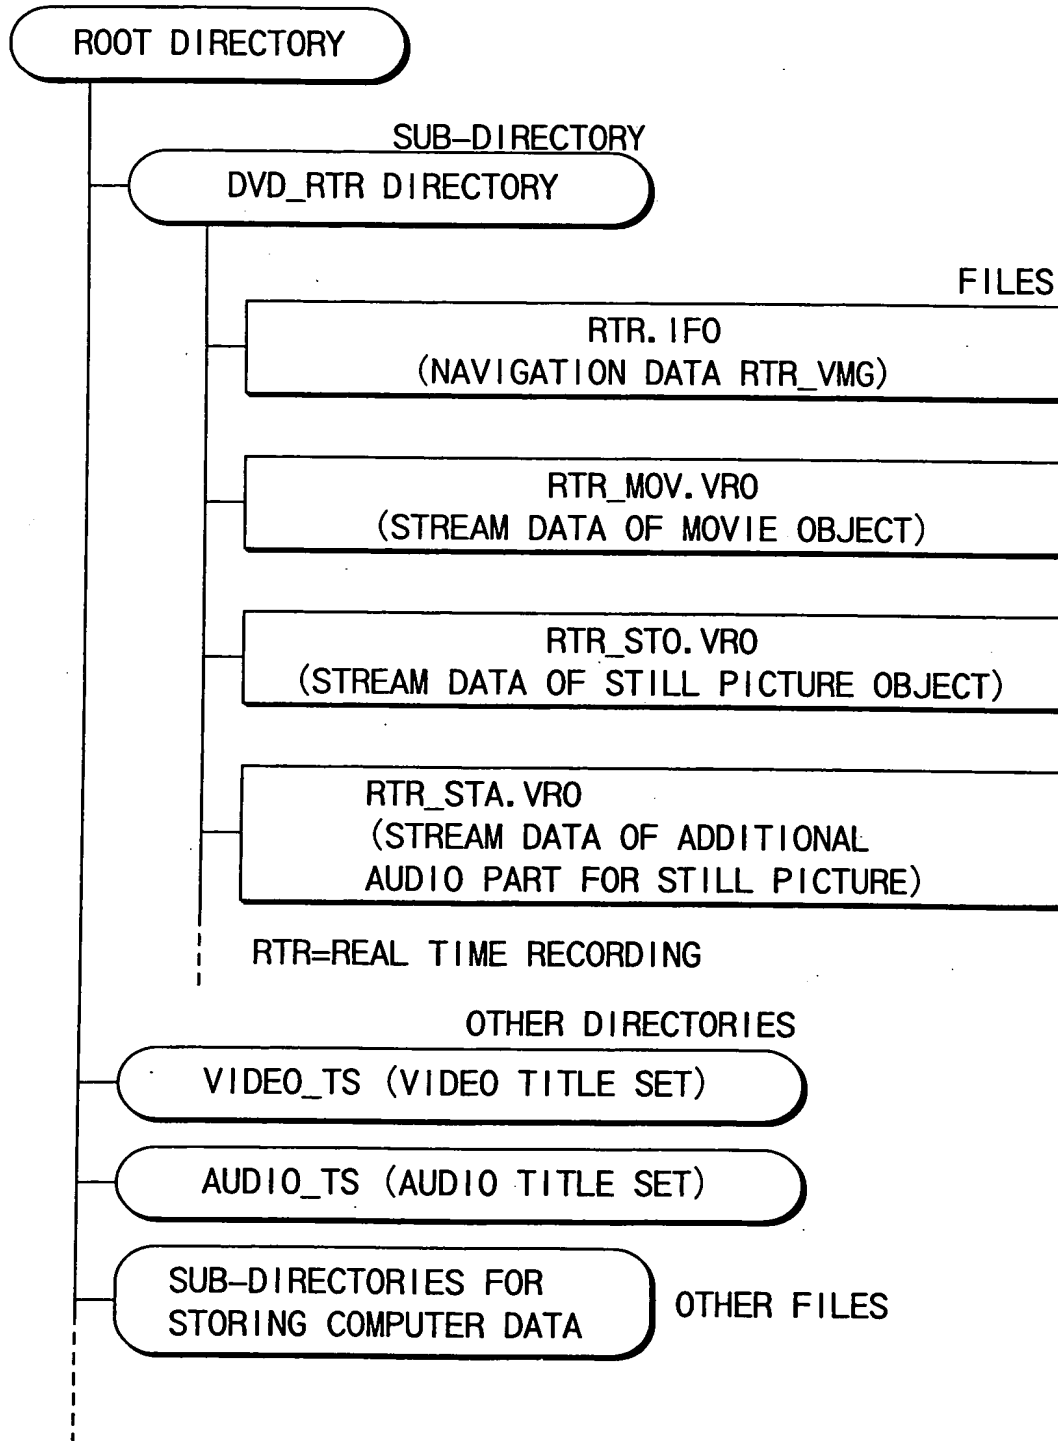 ROOT DIRECTORY
SUB-DIRECTORY
DVD_RTR DIRECTORY
FILES
RTR.IFO
(NAVIGATION DATA RTR_VMG)
RTR_MOV.VRO
(STREAM DATA OF MOVIE OBJECT)
RTR_STO.VRO
(STREAM DATA OF STILL PICTURE OBJECT)
RTR_STA.VRO
(STREAM DATA OF ADDITIONAL
AUDIO PART FOR STILL PICTURE)
RTR=REAL TIME RECORDING
OTHER DIRECTORIES
VIDEO_TS (VIDEO TITLE SET)
AUDIO_TS (AUDIO TITLE SET)
SUB-DIRECTORIES FOR
STORING COMPUTER DATA
OTHER FILES